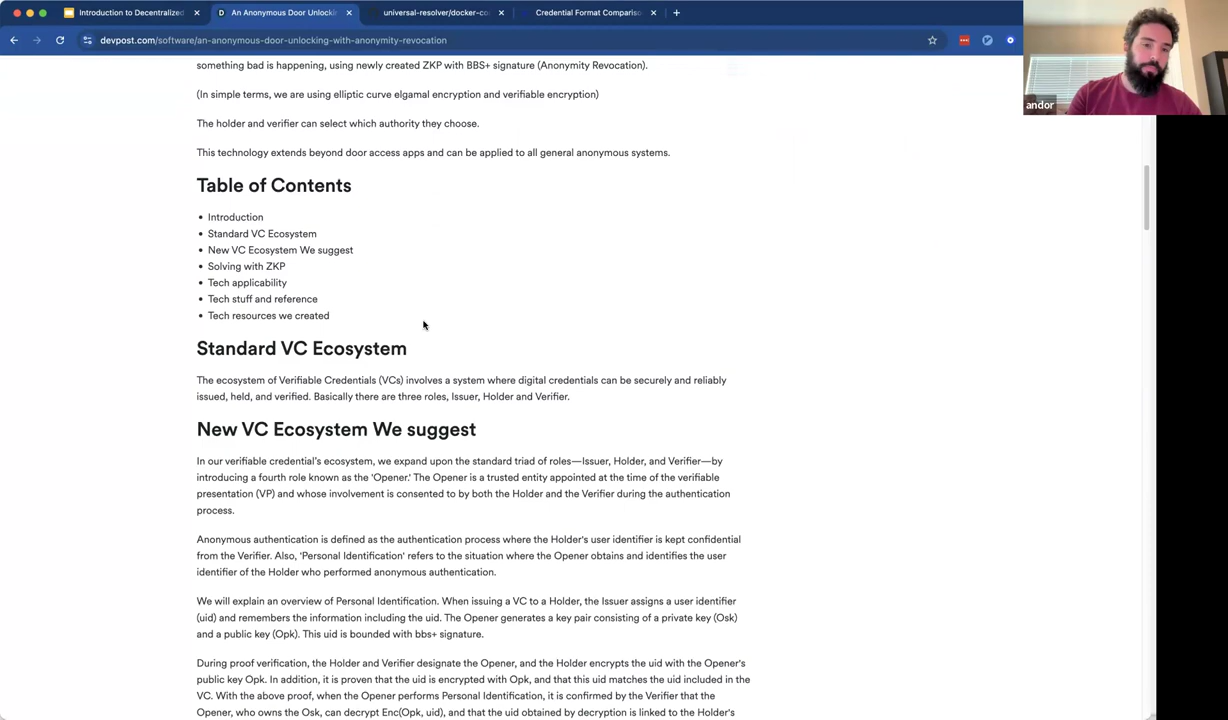 Introduction to Decentralized
An Anonymous Door Unlockin
universal-resolver/docker-co
Credential Format Compariso
devpost.com/software/an-anonymous-door-unlocking-with-anonymity-revocation
something bad is happening, using newly created ZKP with BBS+ signature (Anonymity Revocation).
(In simple terms, we are using elliptic curve elgamal encryption and verifiable encryption)
The holder and verifier can select which authority they choose.
This technology extends beyond door access apps and can be applied to all general anonymous systems.
Table of Contents
• Introduction
• Standard VC Ecosystem
• New VC Ecosystem We suggest
• Solving with ZKP
• Tech applicability
• Tech stuff and reference
• Tech resources we created
Standard VC Ecosystem
The ecosystem of Verifiable Credentials (VCs) involves a system where digital credentials can be securely and reliably
issued, held, and verified. Basically there are three roles, Issuer, Holder and Verifier.
New VC Ecosystem We suggest
In our verifiable credential's ecosystem, we expand upon the standard triad of roles—Issuer, Holder, and Verifier—by
introducing a fourth role known as the 'Opener.' The Opener is a trusted entity appointed at the time of the verifiable
presentation (VP) and whose involvement is consented to by both the Holder and the Verifier during the authentication
process.
Anonymous authentication is defined as the authentication process where the Holder's user identifier is kept confidential
from the Verifier. Also, 'Personal Identification' refers to the situation where the Opener obtains and identifies the user
identifier of the Holder who performed anonymous authentication.
We will explain an overview of Personal Identification. When issuing a VC to a Holder, the Issuer assigns a user identifier
(uid) and remembers the information including the uid. The Opener generates a key pair consisting of a private key (Osk)
and a public key (Opk). This uid is bounded with bbs+ signature.
During proof verification, the Holder and Verifier designate the Opener, and the Holder encrypts the uid with the Opener's
public key Opk. In addition, it is proven that the uid is encrypted with Opk, and that this uid matches the uid included in the
VC. With the above proof, when the Opener performs Personal Identification, it is confirmed by the Verifier that the
Opener, who owns the Osk, can decrypt Enc(Opk, uid), and that the uid obtained by decryption is linked to the Holder's
andor